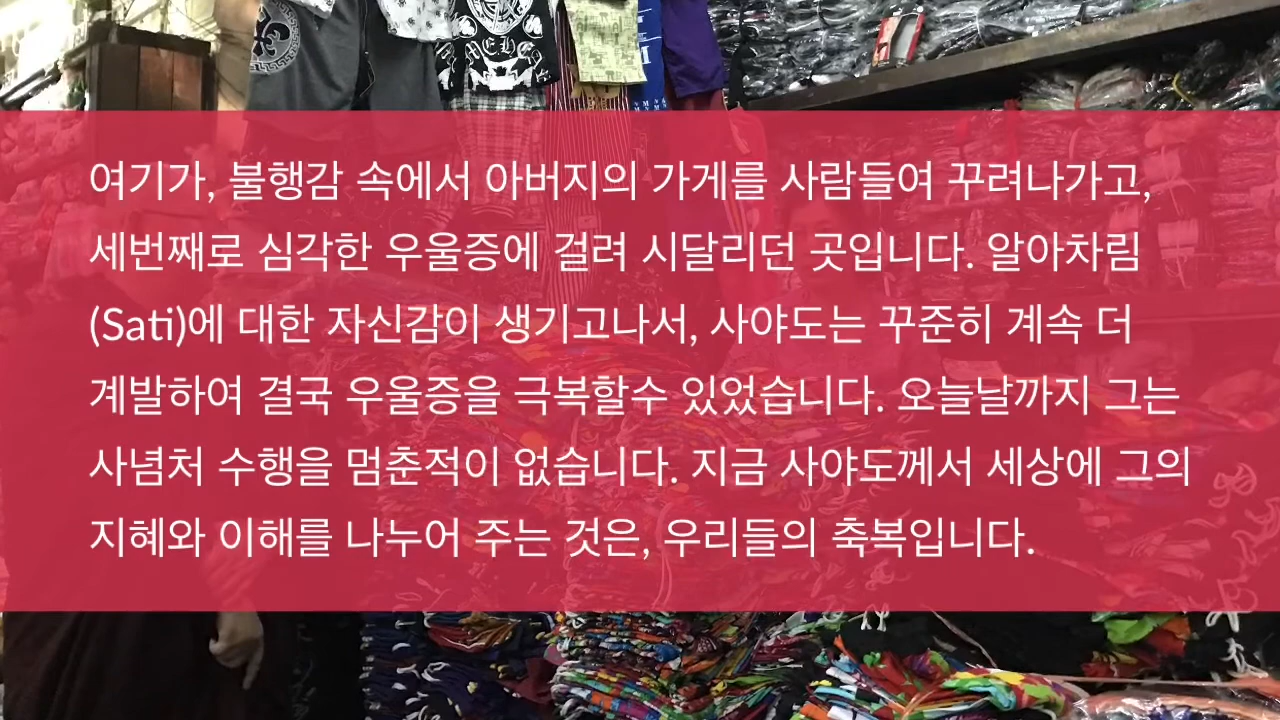 여기가, 불행감 속에서 아버지의 가게를 사람들여 꾸려나가고,
세번째로 심각한 우울증에 걸려 시달리던 곳입니다. 알아차림
(Sati)에 대한 자신감이 생기고나서, 사야도는 꾸준히 계속 더
계발하여 결국 우울증을 극복할수 있었습니다. 오늘날까지 그는
사념처 수행을 멈춘적이 없습니다. 지금 사야도께서 세상에 그의
지혜와 이해를 나누어 주는 것은, 우리들의 축복입니다.